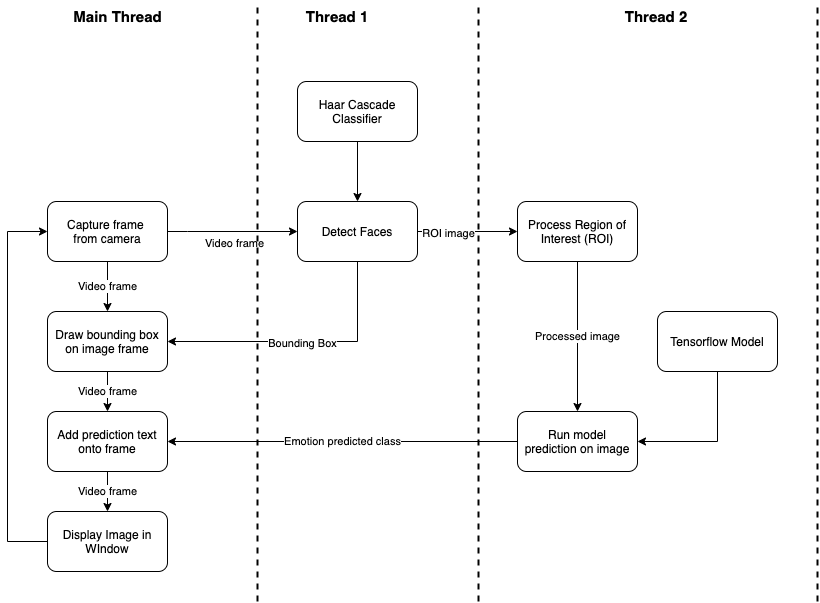 Main Thread
Thread 1
Thread 2
Haar Cascade
Classifier
Capture frame
from camera
Video frame
Detect Faces
ROI image
Process Region of
Interest (ROI)
Video frame
Draw bounding box
on image frame
Bounding Box
Processed image
Tensorflow Model
Video frame
Add prediction text
onto frame
Emotion predicted class
Run model
prediction on image
Video frame
Display Image in
WIndow